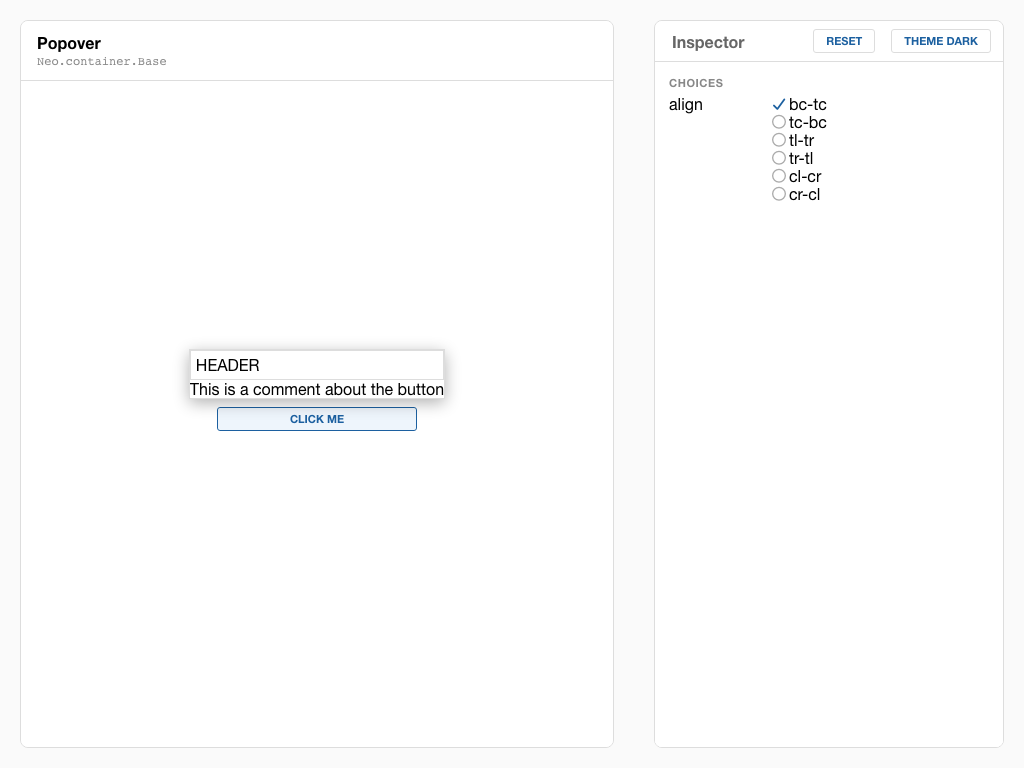 Popover
Neo.container.Base
HEADER
This is a comment about the button
CLICK ME
Inspector
RESET
THEME DARK
CHOICES
align
bc-tc
tc-bc
tl-tr
tr-tl
cl-cr
cr-cl